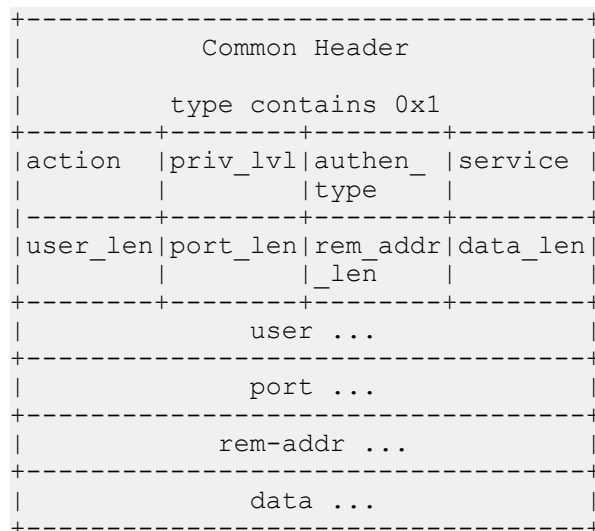 +-----------------------------------+
| Common Header |
| |
| type contains 0x1 |
+--------+--------+--------+--------+
|action |priv_lvl|authen_ |service |
| | |type | |
|--------+--------+--------+--------+
|user_len|port_len|rem_addr|data_len|
| | |_len | |
+--------+--------+--------+--------+
| user ... |
+-----------------------------------+
| port ... |
+-----------------------------------+
| rem-addr ... |
+-----------------------------------+
| data ... |
+-----------------------------------+